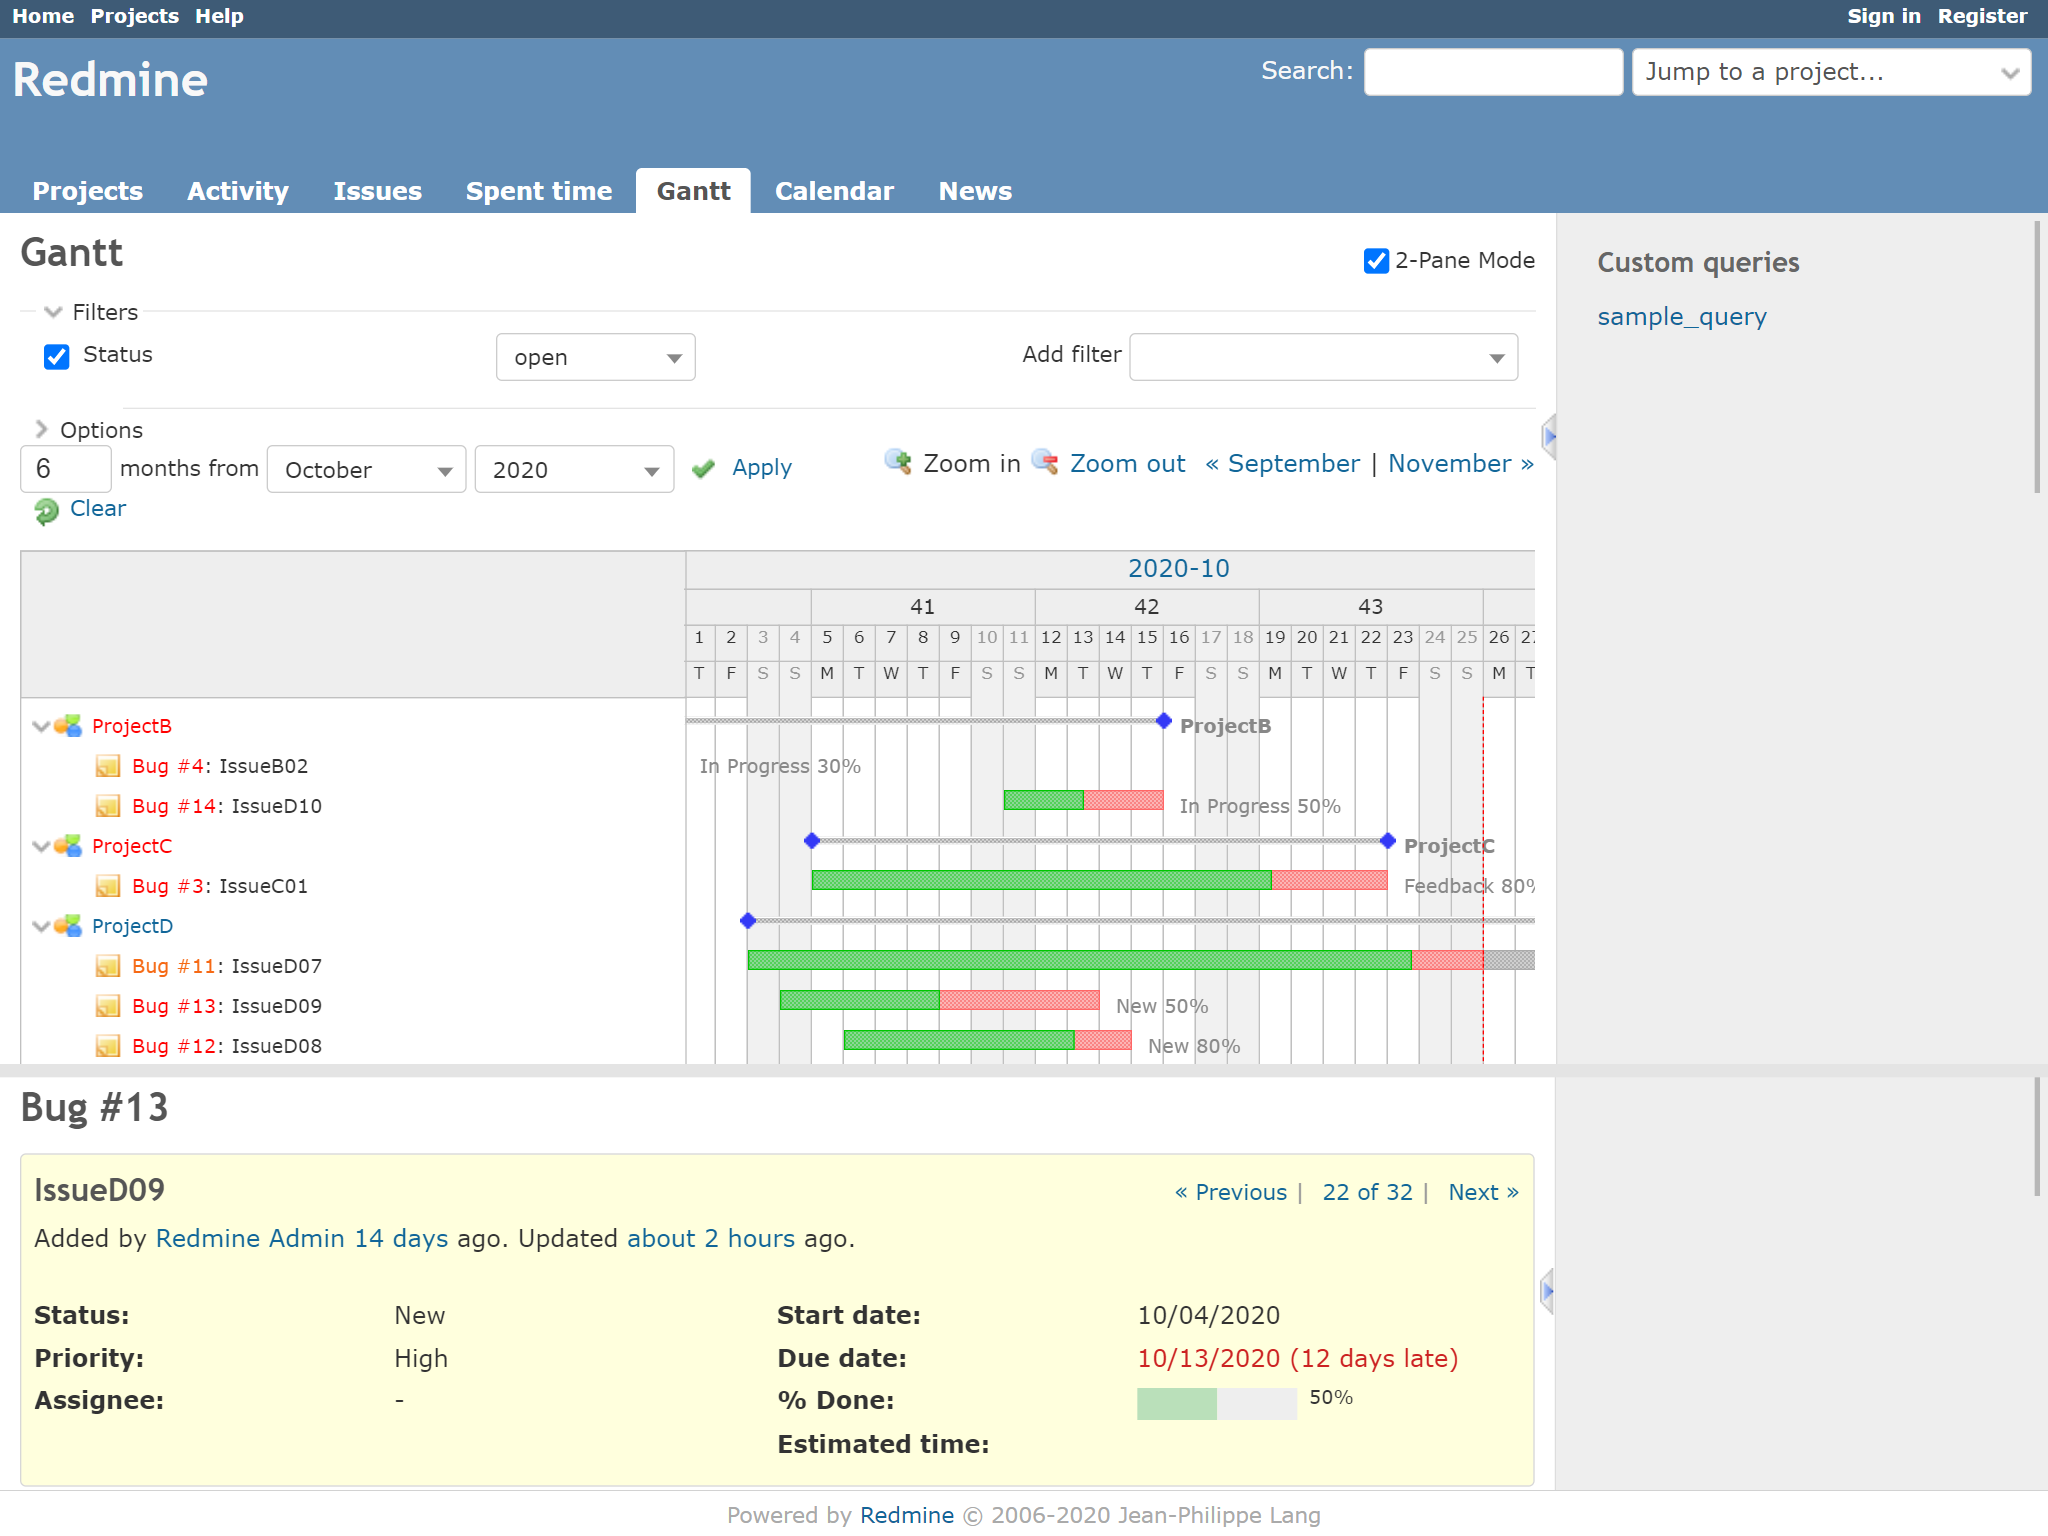 Home Projects Help Sign in Register
Redmine Search: Jump to a project...
Projects Activity Issues Spent time Gantt Calendar News
Gantt 2-Pane Mode
Custom queries
sample_query
Filters
Status open Add filter
Options
6 months from October 2020 Apply Zoom in Zoom out « September | November »
Clear
2020-10
41 42 43
1 2 3 4 5 6 7 8 9 10 11 12 13 14 15 16 17 18 19 20 21 22 23 24 25 26 27
T F S S M T W T F S S M T W T F S S M T W T F S S M T
ProjectB ProjectB
Bug #4: IssueB02 In Progress 30%
Bug #14: IssueD10 In Progress 50%
ProjectC ProjectC
Bug #3: IssueC01 Feedback 80%
ProjectD
Bug #11: IssueD07
Bug #13: IssueD09 New 50%
Bug #12: IssueD08 New 80%
Bug #13
IssueD09 « Previous | 22 of 32 | Next »
Added by Redmine Admin 14 days ago. Updated about 2 hours ago.
Status: New Start date: 10/04/2020
Priority: High Due date: 10/13/2020 (12 days late)
Assignee: - % Done: 50%
Estimated time:
Powered by Redmine © 2006-2020 Jean-Philippe Lang